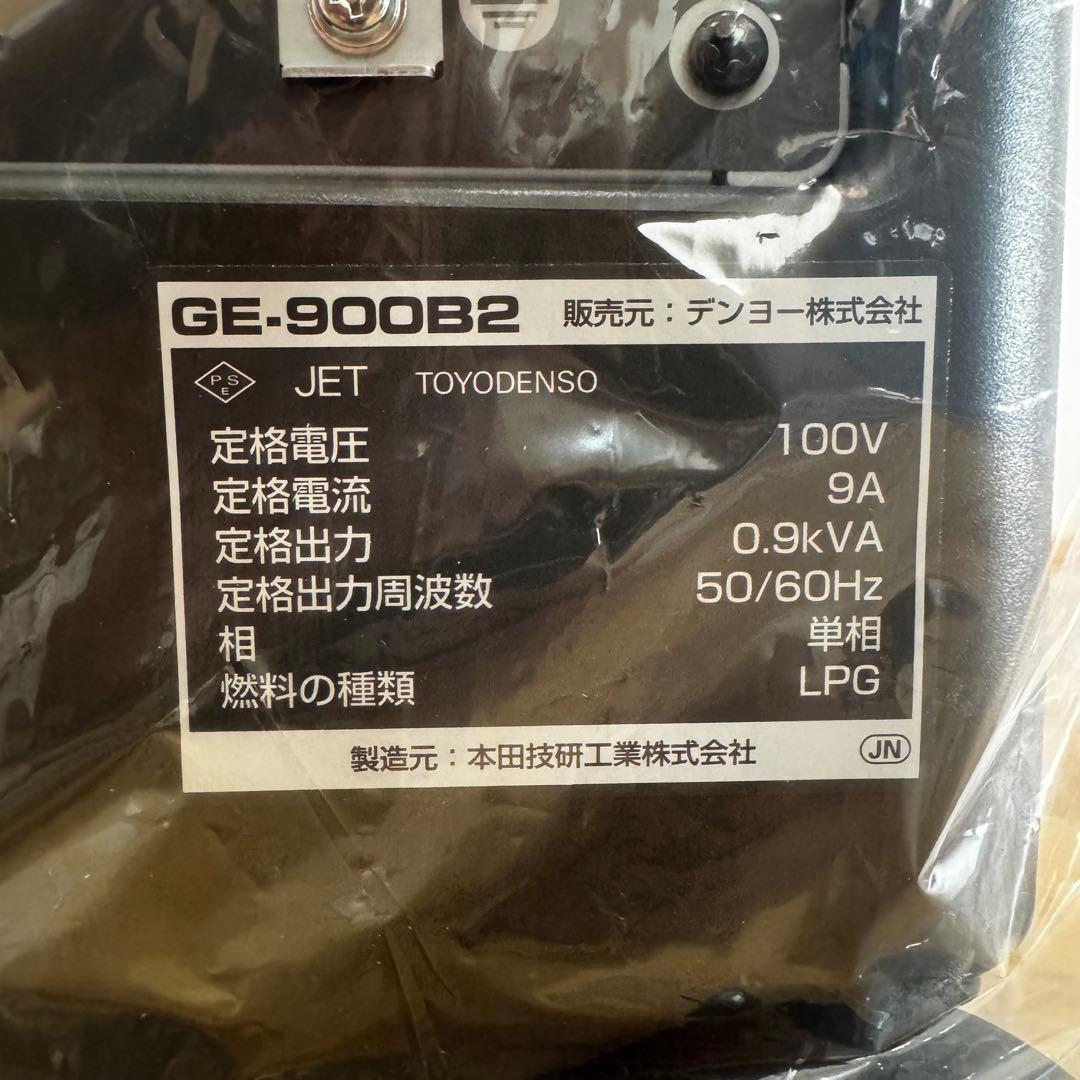 GE-900B2 販売元：デンヨー株式会社
PSE JET TOYODENSO
定格電圧 100V
定格電流 9A
定格出力 0.9kVA
定格出力周波数 50/60Hz
相 単相
燃料の種類 LPG
製造元：本田技研工業株式会社 JN